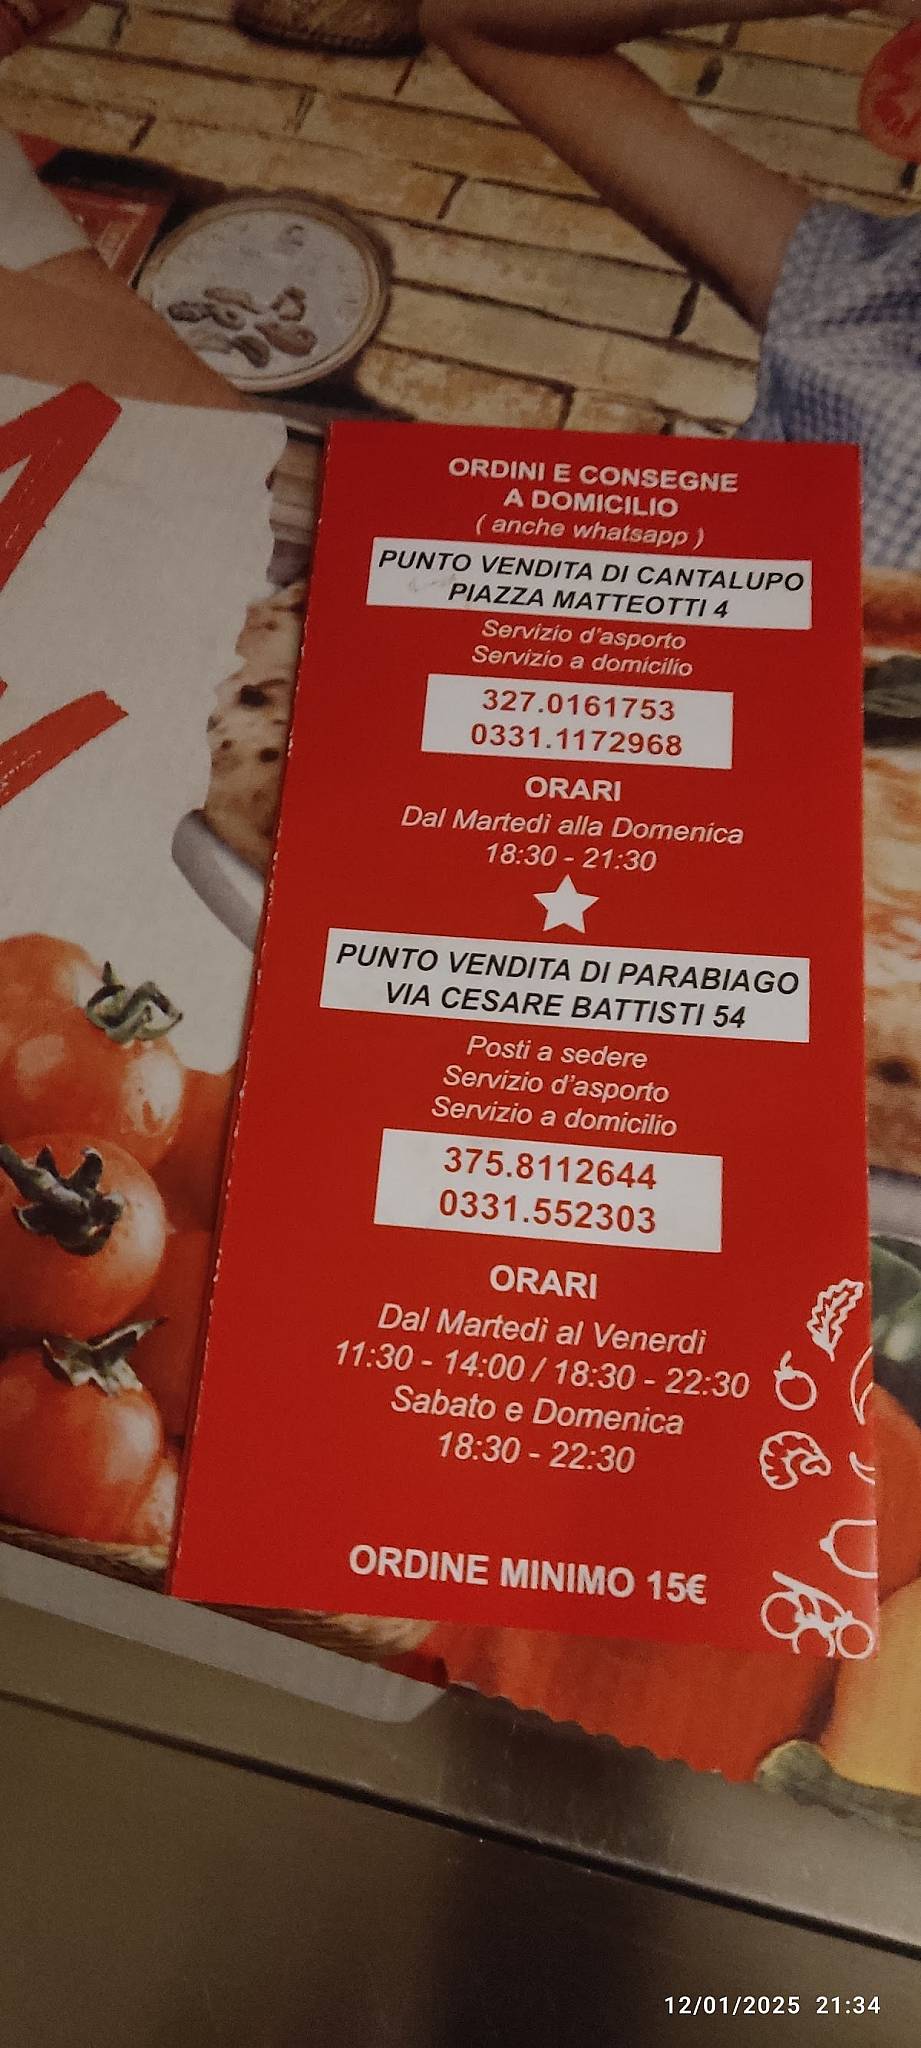 ORDINI E CONSEGNE
A DOMICILIO
( anche whatsapp )
PUNTO VENDITA DI CANTALUPO
PIAZZA MATTEOTTI 4
Servizio d'asporto
Servizio a domicilio
327.0161753
0331.1172968
ORARI
Dal Martedì alla Domenica
18:30 - 21:30
PUNTO VENDITA DI PARABIAGO
VIA CESARE BATTISTI 54
Posti a sedere
Servizio d'asporto
Servizio a domicilio
375.8112644
0331.552303
ORARI
Dal Martedì al Venerdì
11:30 - 14:00 / 18:30 - 22:30
Sabato e Domenica
18:30 - 22:30
ORDINE MINIMO 15€
12/01/2025 21:34